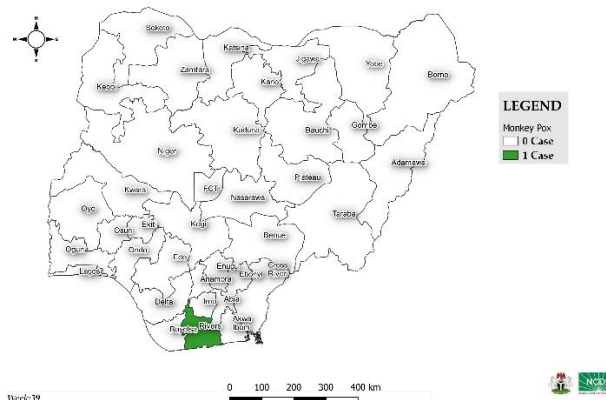 N
W E
S
Sokoto
Katsina
Jigawa
Yobe
Borno
Zamfara
Kano
Kebbi
LEGEND
Monkey Pox
0 Case
1 Case
Kaduna
Bauchi
Gombe
Adamawa
Niger
Plateau
Kwara
FCT
Nasarawa
Taraba
Oyo
Osun
Ekiti
Kogi
Benue
Ogun
Ondo
Edo
Lagos
Enugu
Anambra
Ebonyi
Cross
River
Delta
Imo
Abia
Bayelsa
Rivers
Akwa
Ibom
0 100 200 300 400 km
Week:39
NCDC